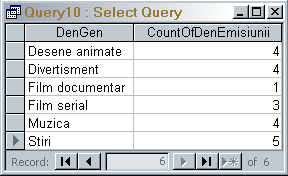 Query10 : Select Query
DenGen CountOfDenEmisiunii
Desene animate 4
Divertisment 4
Film documentar 1
Film serial 3
Muzica 4
Stiri 5
Record: 6 of 6